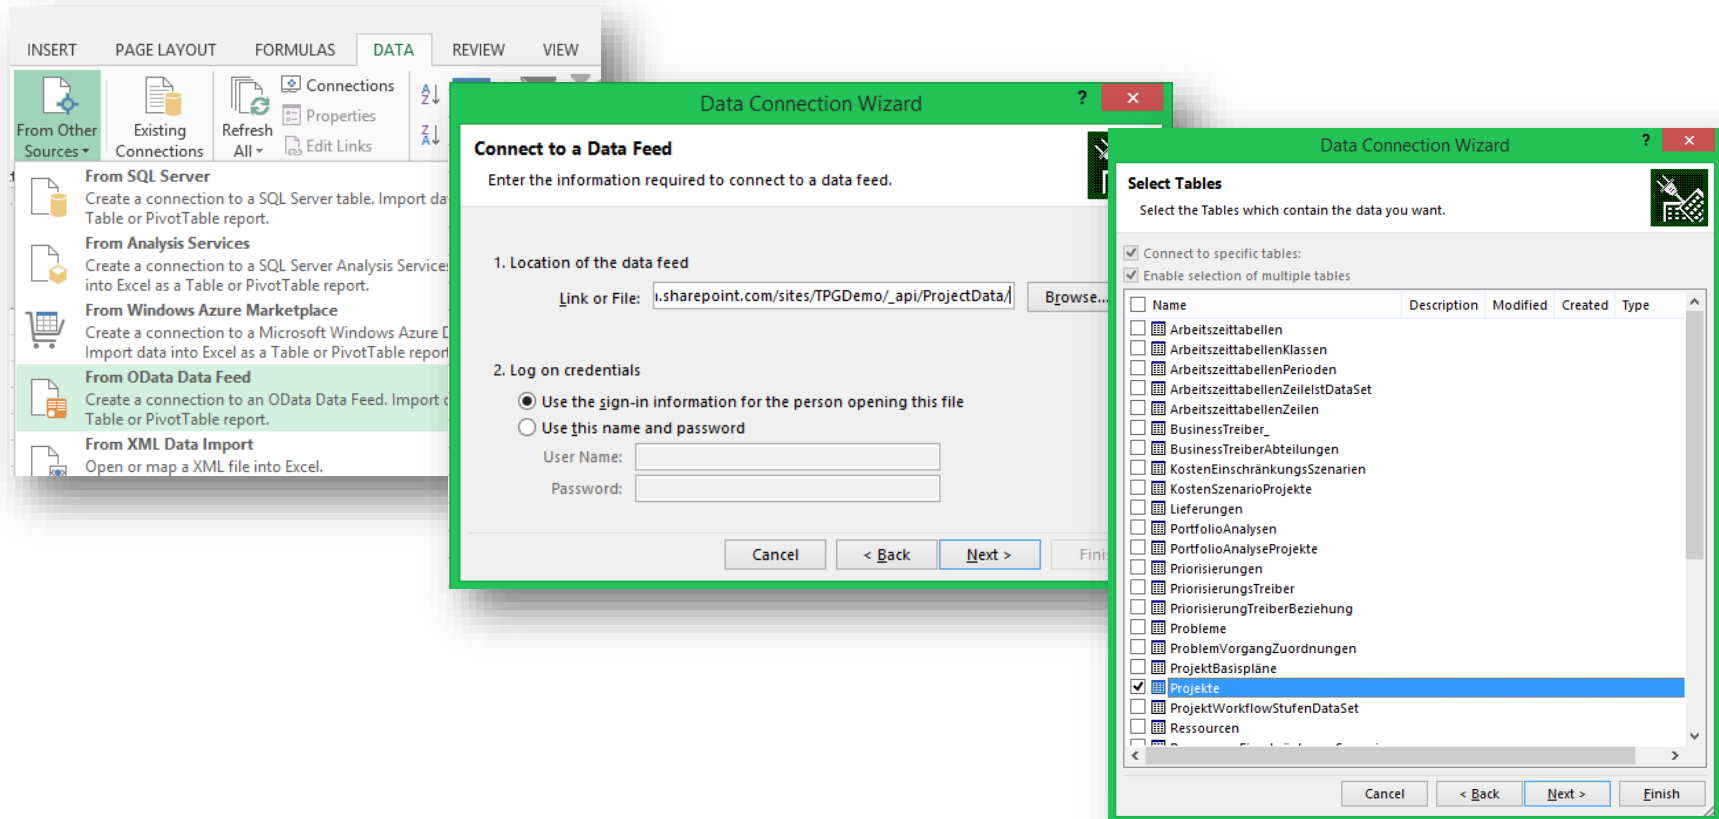 INSERT PAGE LAYOUT FORMULAS DATA REVIEW VIEW
From Other Sources
Existing Connections
Refresh All
Connections
Properties
Edit Links
From SQL Server
Create a connection to a SQL Server table. Import da
Table or PivotTable report.
From Analysis Services
Create a connection to a SQL Server Analysis Service
into Excel as a Table or PivotTable report.
From Windows Azure Marketplace
Create a connection to a Microsoft Windows Azure D
Import data into Excel as a Table or PivotTable report
From OData Data Feed
Create a connection to an OData Data Feed. Import d
Table or PivotTable report.
From XML Data Import
Open or map a XML file into Excel.
Data Connection Wizard ?
Connect to a Data Feed
Enter the information required to connect to a data feed.
1. Location of the data feed
Link or File: .sharepoint.com/sites/TPGDemo/_api/ProjectData/ Browse...
2. Log on credentials
Use the sign-in information for the person opening this file
Use this name and password
User Name:
Password:
Cancel < Back Next > Fini
Data Connection Wizard ?
Select Tables
Select the Tables which contain the data you want.
Connect to specific tables:
Enable selection of multiple tables
Name Description Modified Created Type
Arbeitszeittabellen
ArbeitszeittabellenKlassen
ArbeitszeittabellenPerioden
ArbeitszeittabellenZeileIstDataSet
ArbeitszeittabellenZeilen
BusinessTreiber_
BusinessTreiberAbteilungen
KostenEinschränkungsSzenarien
KostenSzenarioProjekte
Lieferungen
PortfolioAnalysen
PortfolioAnalyseProjekte
Priorisierungen
PriorisierungsTreiber
PriorisierungTreiberBeziehung
Probleme
ProblemVorgangZuordnungen
ProjektBasispläne
Projekte
ProjektWorkflowStufenDataSet
Ressourcen
Cancel < Back Next > Finish